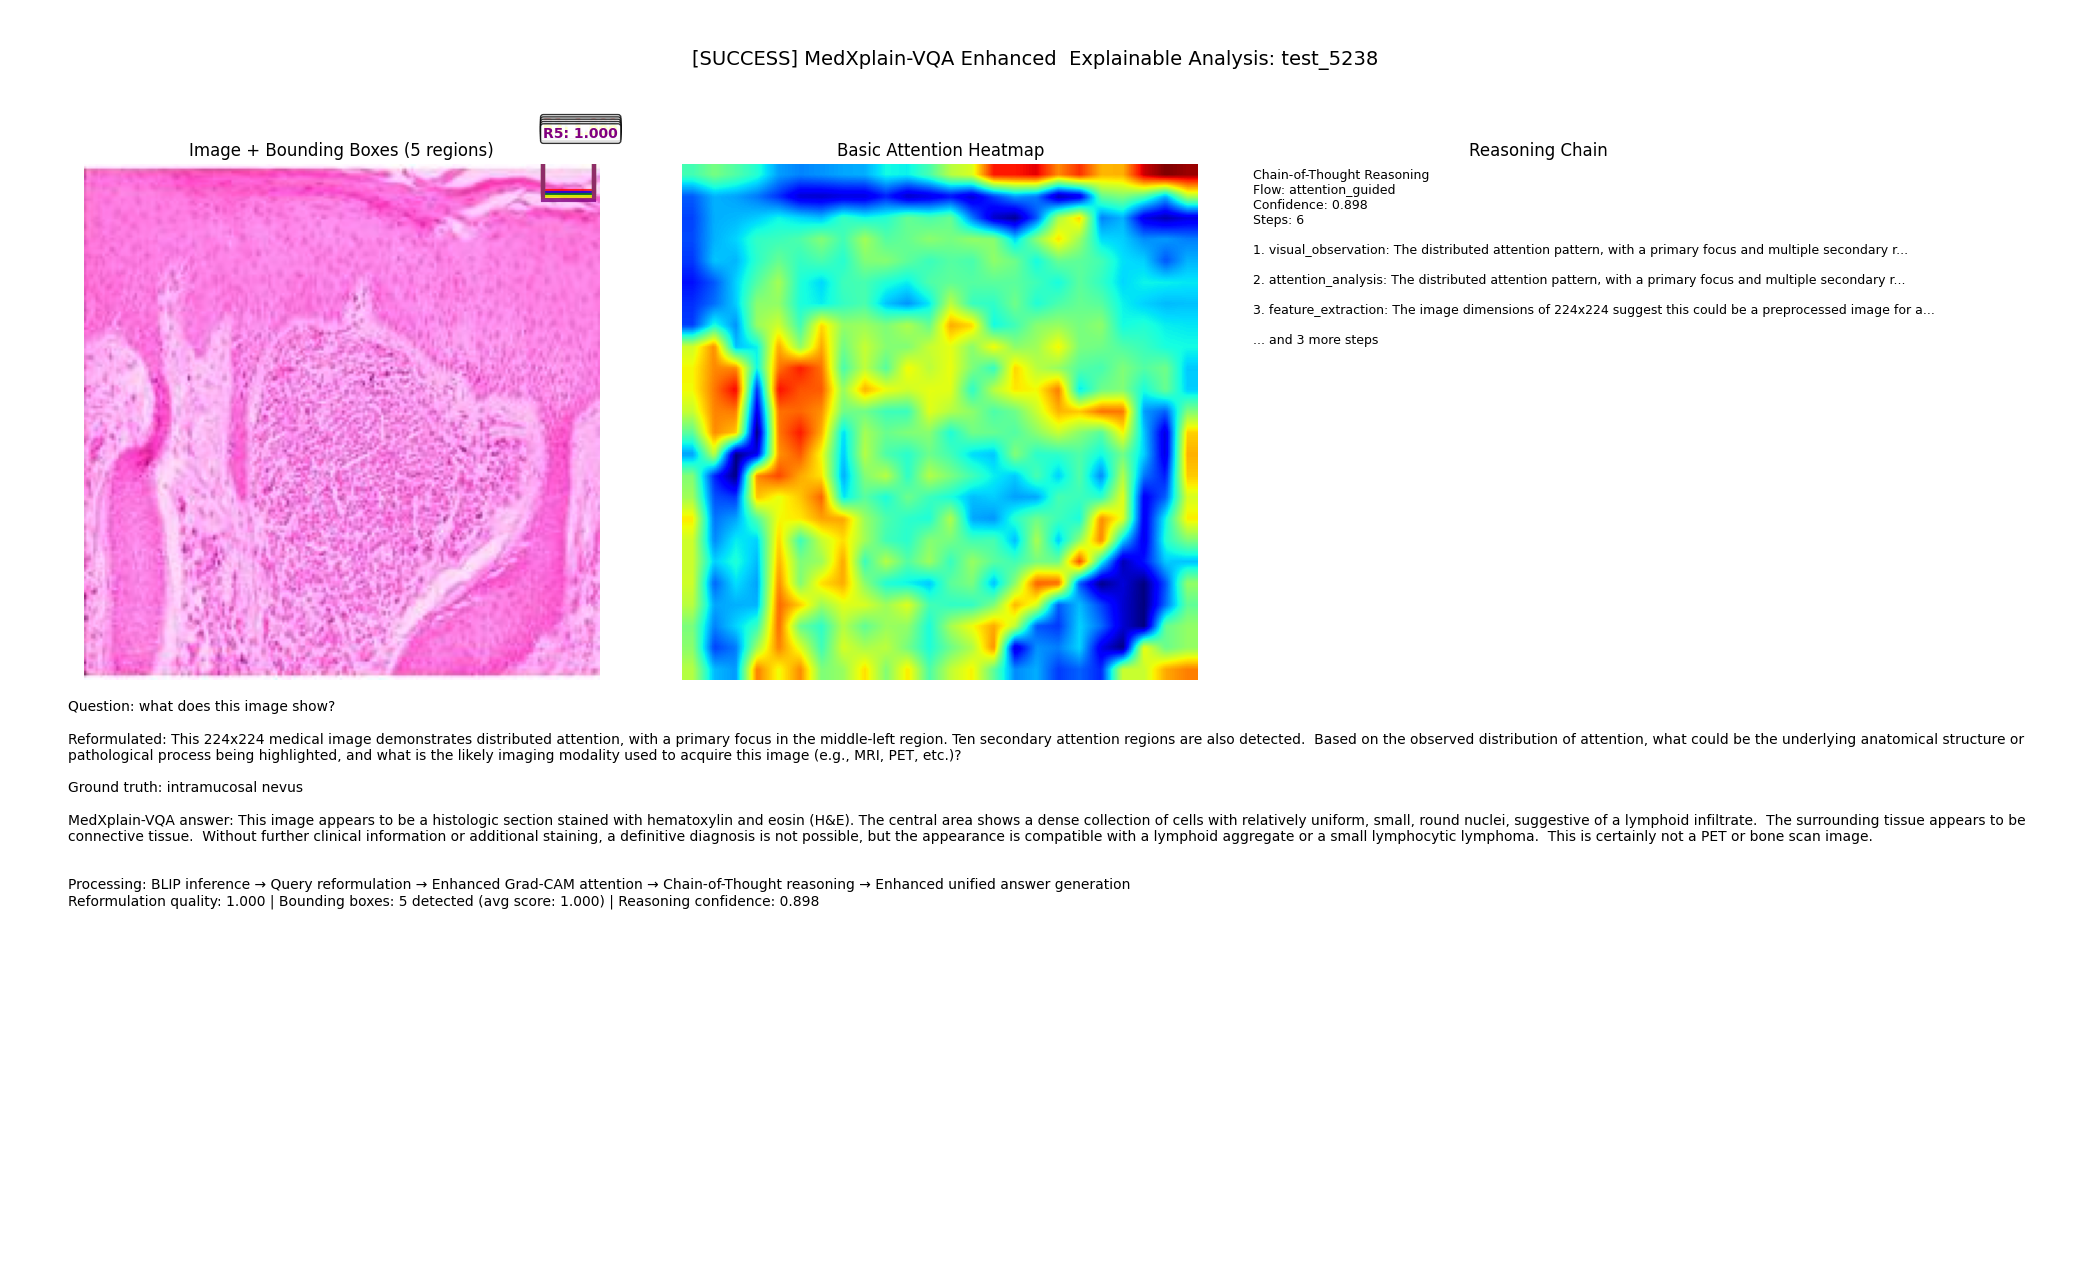 [SUCCESS] MedXplain-VQA Enhanced  Explainable Analysis: test_5238
R5: 1.000
Image + Bounding Boxes (5 regions)
Basic Attention Heatmap
Reasoning Chain
Chain-of-Thought Reasoning
Flow: attention_guided
Confidence: 0.898
Steps: 6
1. visual_observation: The distributed attention pattern, with a primary focus and multiple secondary r...
2. attention_analysis: The distributed attention pattern, with a primary focus and multiple secondary r...
3. feature_extraction: The image dimensions of 224x224 suggest this could be a preprocessed image for a...
... and 3 more steps
Question: what does this image show?
Reformulated: This 224x224 medical image demonstrates distributed attention, with a primary focus in the middle-left region. Ten secondary attention regions are also detected.  Based on the observed distribution of attention, what could be the underlying anatomical structure or
pathological process being highlighted, and what is the likely imaging modality used to acquire this image (e.g., MRI, PET, etc.)?
Ground truth: intramucosal nevus
MedXplain-VQA answer: This image appears to be a histologic section stained with hematoxylin and eosin (H&E). The central area shows a dense collection of cells with relatively uniform, small, round nuclei, suggestive of a lymphoid infiltrate.  The surrounding tissue appears to be
connective tissue.  Without further clinical information or additional staining, a definitive diagnosis is not possible, but the appearance is compatible with a lymphoid aggregate or a small lymphocytic lymphoma.  This is certainly not a PET or bone scan image.
Processing: BLIP inference → Query reformulation → Enhanced Grad-CAM attention → Chain-of-Thought reasoning → Enhanced unified answer generation
Reformulation quality: 1.000 | Bounding boxes: 5 detected (avg score: 1.000) | Reasoning confidence: 0.898